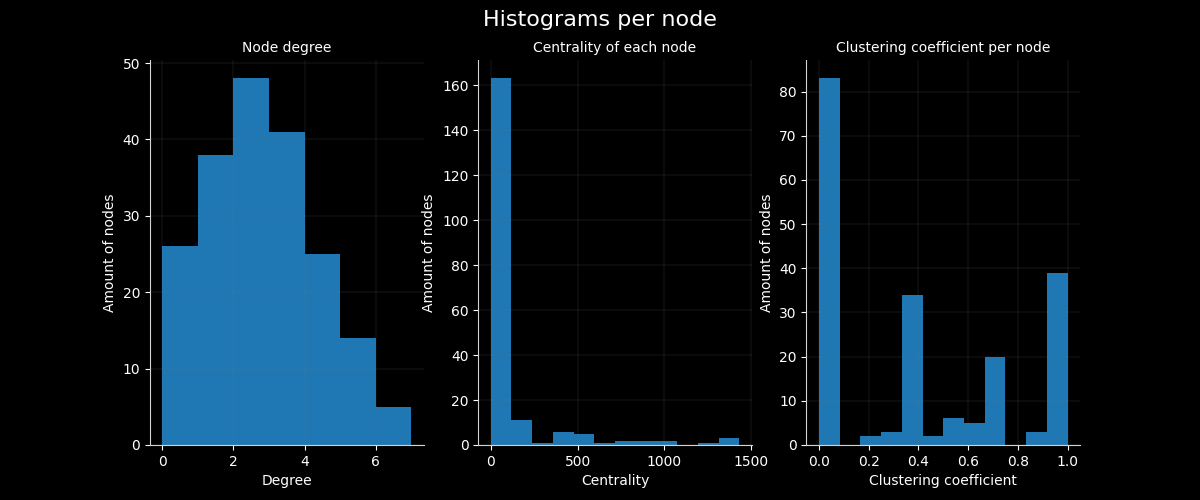 Histograms per node
Node degree
Amount of nodes
50
40
30
20
10
0
0 2 4 6
Degree
Centrality of each node
Amount of nodes
160
140
120
100
80
60
40
20
0
0 500 1000 1500
Centrality
Clustering coefficient per node
Amount of nodes
80
70
60
50
40
30
20
10
0
0.0 0.2 0.4 0.6 0.8 1.0
Clustering coefficient